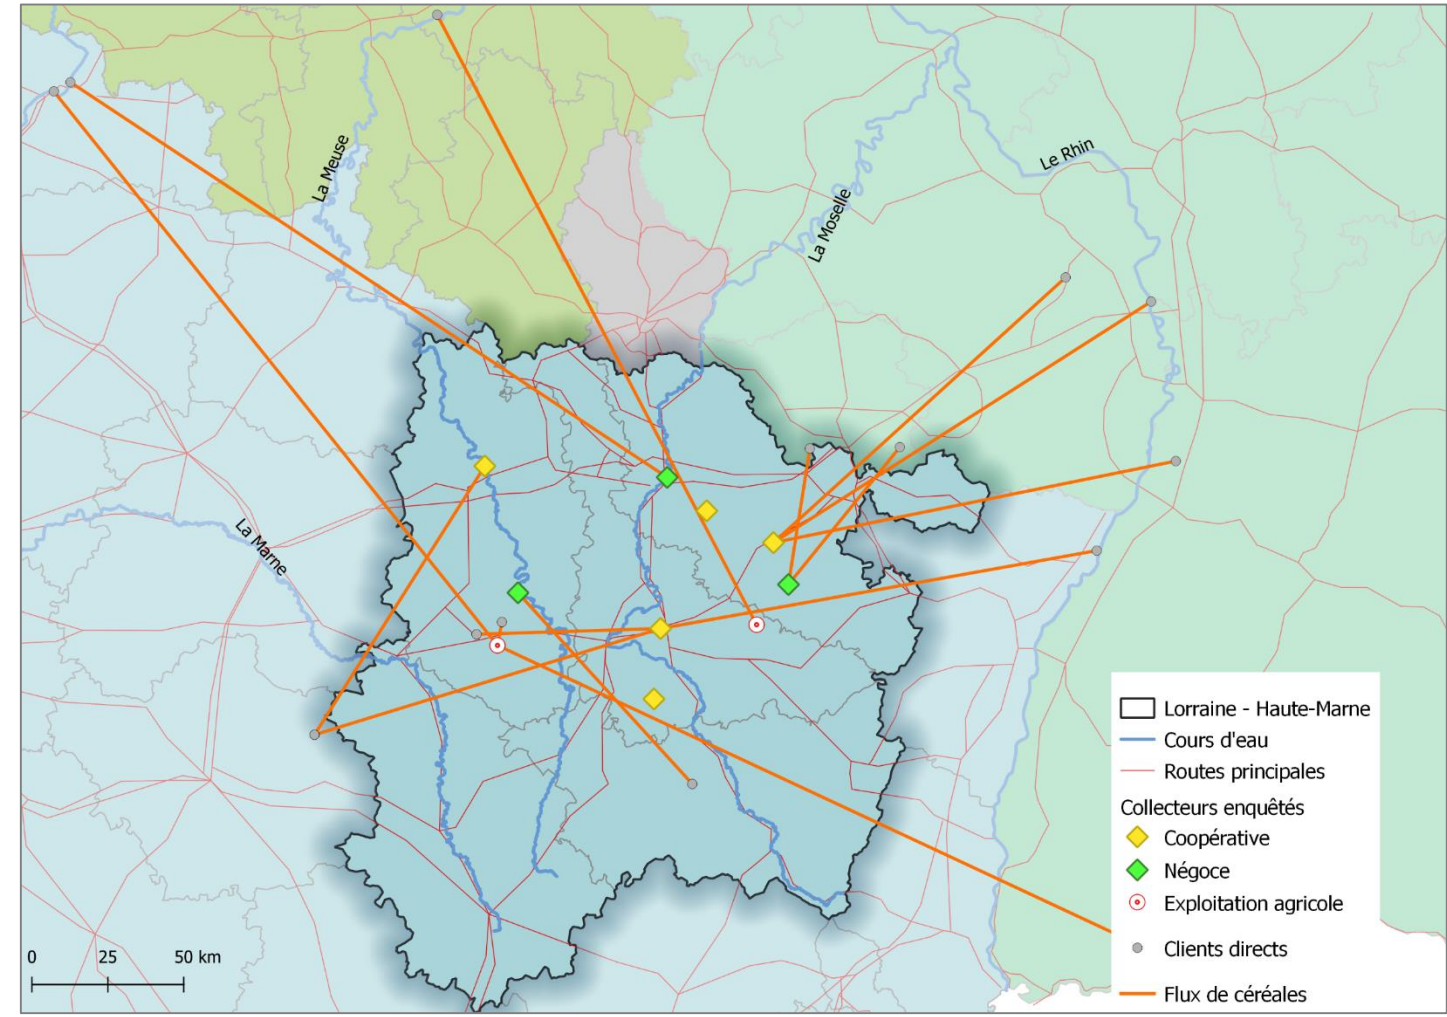 La Meuse
Le Rhin
La Moselle
La Marne
Lorraine - Haute-Marne
Cours d'eau
Routes principales
Collecteurs enquêtés
Coopérative
Négoce
Exploitation agricole
Clients directs
Flux de céréales
0 25 50 km